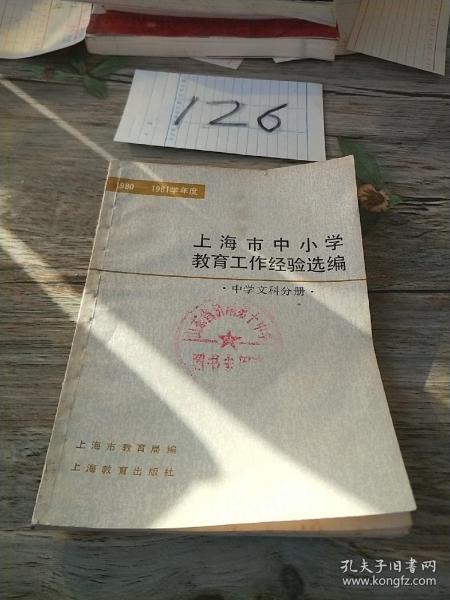 126
1980—1981学年度
上海市中小学
教育工作经验选编
·中学文科分册·
上海市教育局编
上海教育出版社
孔夫子旧书网
www.kongfz.com